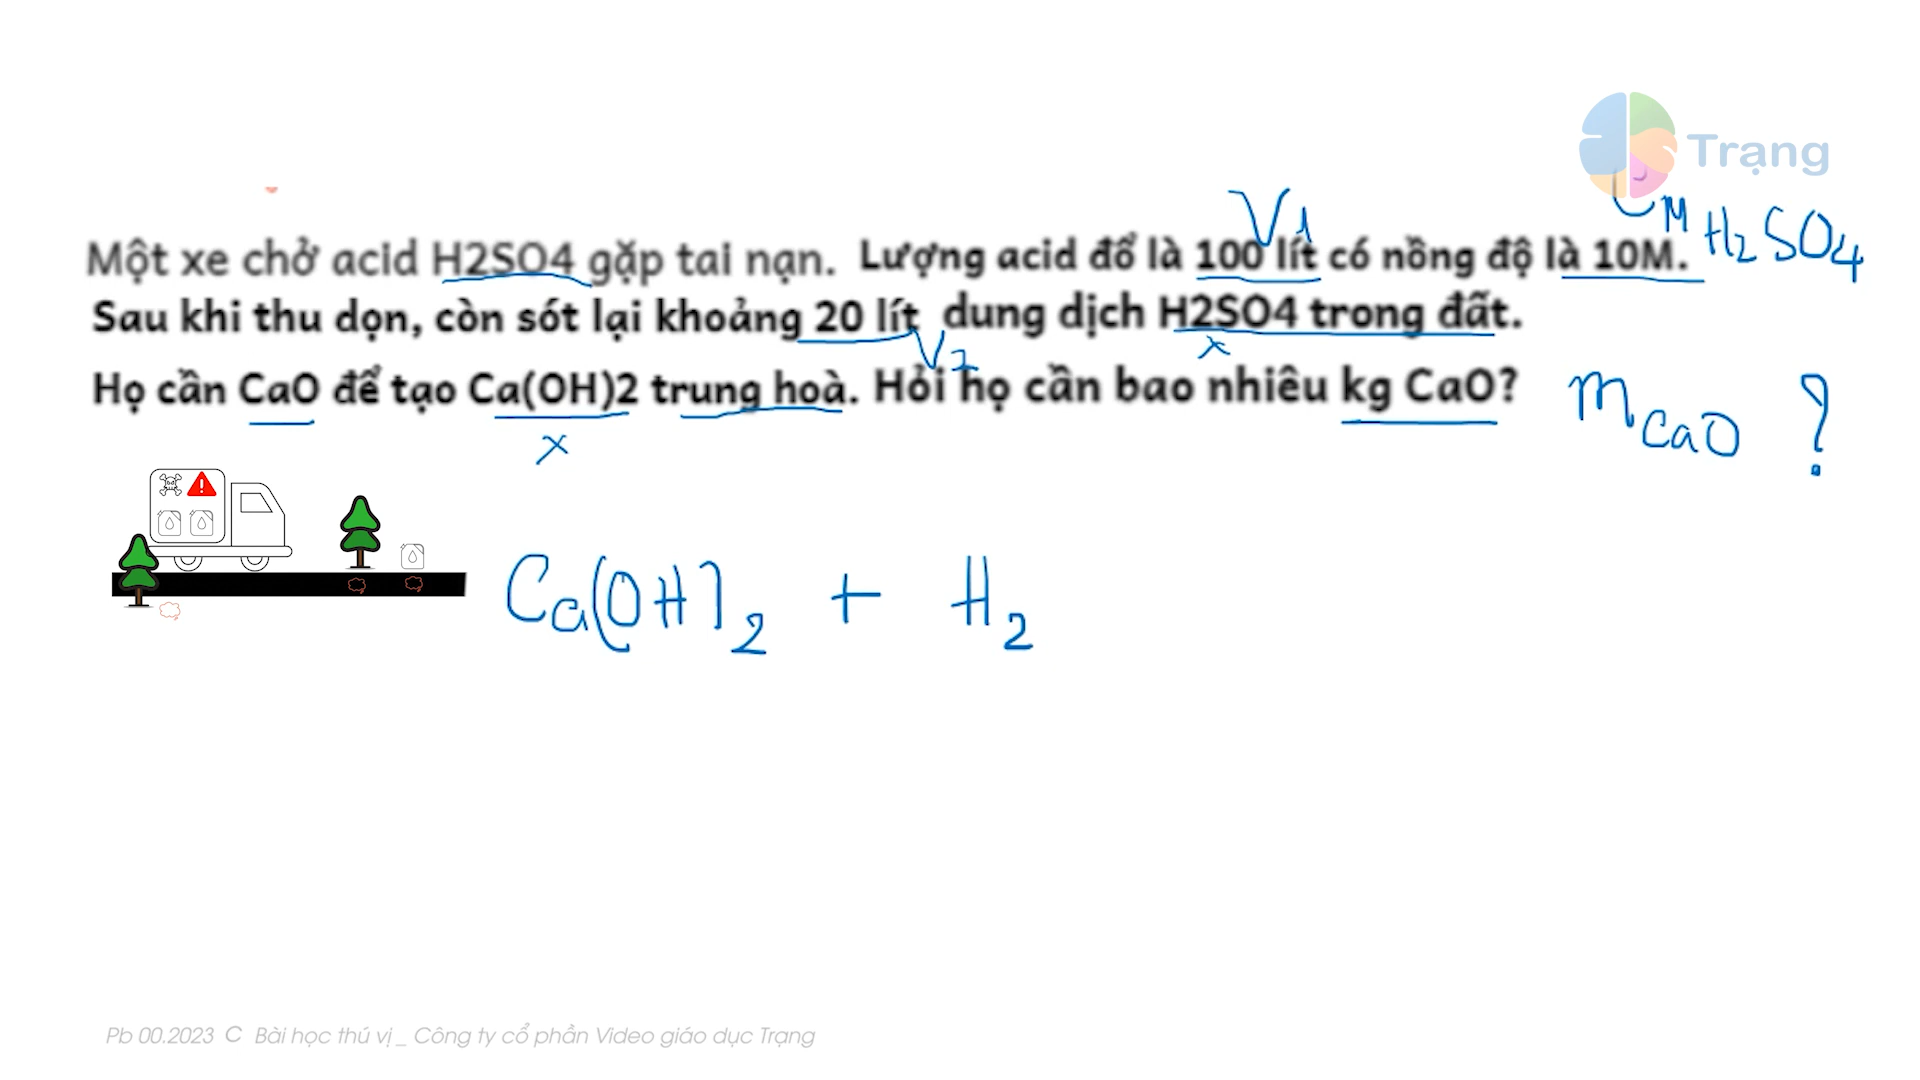 Trạng
V1
CM H2SO4
Một xe chở acid H2SO4 gặp tai nạn. Lượng acid đổ là 100 lít có nồng độ là 10M.
Sau khi thu dọn, còn sót lại khoảng 20 lít dung dịch H2SO4 trong đất.
V2 x
Họ cần CaO để tạo Ca(OH)2 trung hoà. Hỏi họ cần bao nhiêu kg CaO? mCaO ?
x
Ca(OH)2 + H2
Pb 00.2023 C Bài học thú vị_ Công ty cổ phần Video giáo dục Trạng